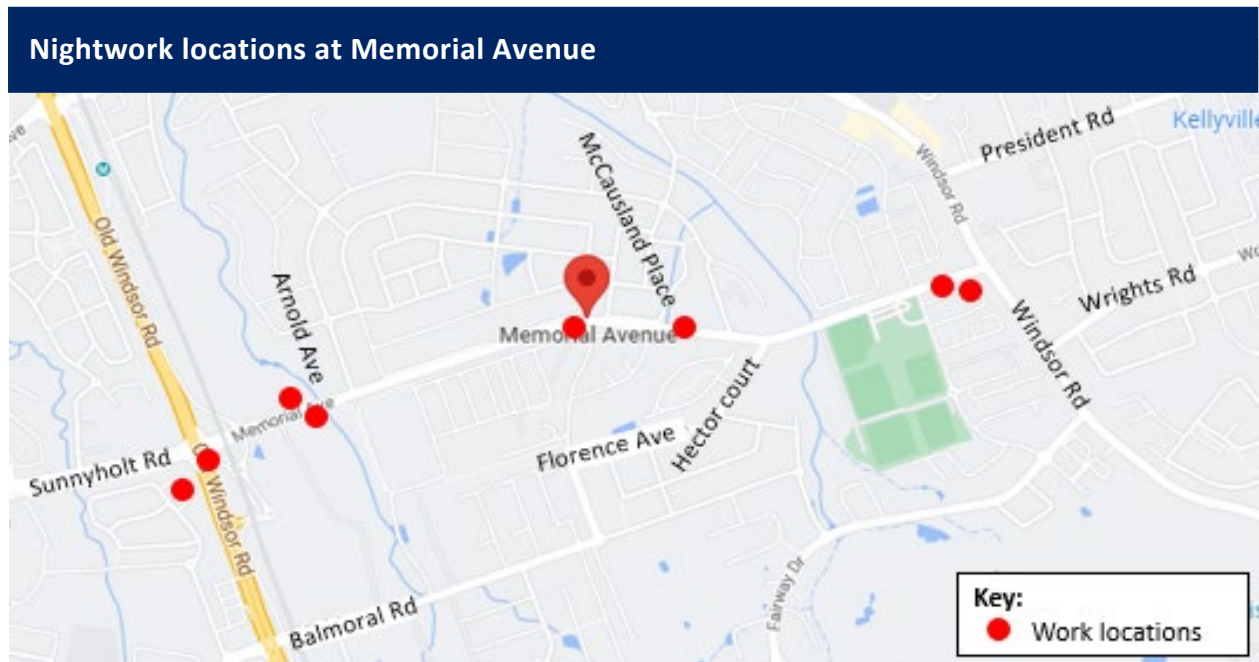 Nightwork locations at Memorial Avenue
ve
Kellyville
President Rd
McCausland Place
Windsor Rd
Old Windsor Rd
Wo
Wrights Rd
Arnold Ave
Memorial Avenue
Windsor Rd
Hector court
Memorial Ave
Florence Ave
Sunnyholt Rd
Old Windsor Rd
Fairway Dr
Balmoral Rd
Key:
Work locations